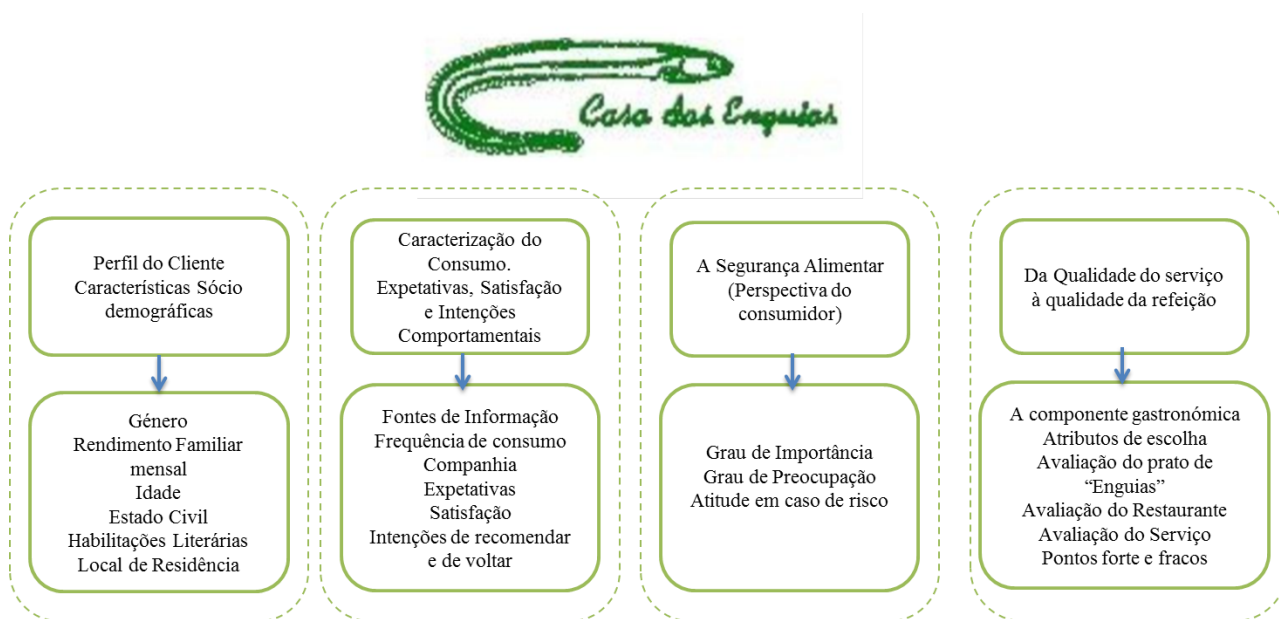 Casa das Enguias
Perfil do Cliente
Características Sócio
demográficas
Género
Rendimento Familiar
mensal
Idade
Estado Civil
Habilitações Literárias
Local de Residência
Caracterização do
Consumo.
Expetativas, Satisfação
e Intenções
Comportamentais
Fontes de Informação
Frequência de consumo
Companhia
Expetativas
Satisfação
Intenções de recomendar
e de voltar
A Segurança Alimentar
(Perspectiva do
consumidor)
Grau de Importância
Grau de Preocupação
Atitude em caso de risco
Da Qualidade do serviço
à qualidade da refeição
A componente gastronómica
Atributos de escolha
Avaliação do prato de
“Enguias”
Avaliação do Restaurante
Avaliação do Serviço
Pontos forte e fracos